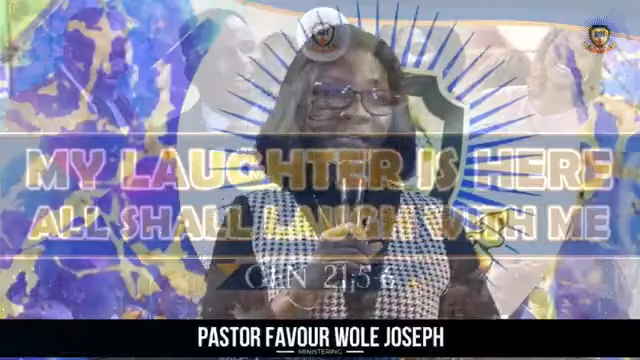 MY LAUGHTER IS HERE
ALL SHALL LAUGH WITH ME
GEN 21:5-6
PASTOR FAVOUR WOLE JOSEPH
MINISTERING